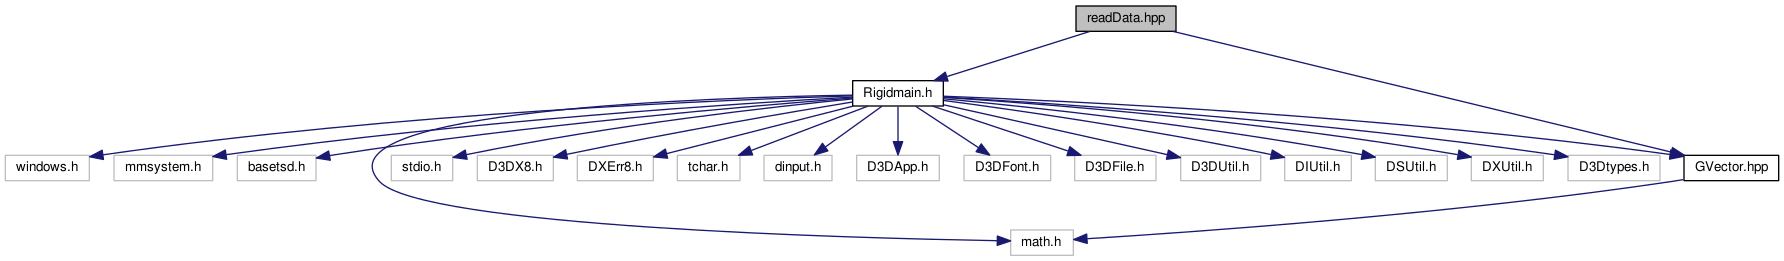 readData.hpp
Rigidmain.h
windows.h
mmsystem.h
basetsd.h
stdio.h
D3DX8.h
DXErr8.h
tchar.h
dinput.h
D3DApp.h
D3DFont.h
D3DFile.h
D3DUtil.h
DIUtil.h
DSUtil.h
DXUtil.h
D3Dtypes.h
GVector.hpp
math.h